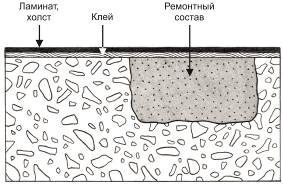 Ламинат,
холст
Клей
Ремонтный
состав